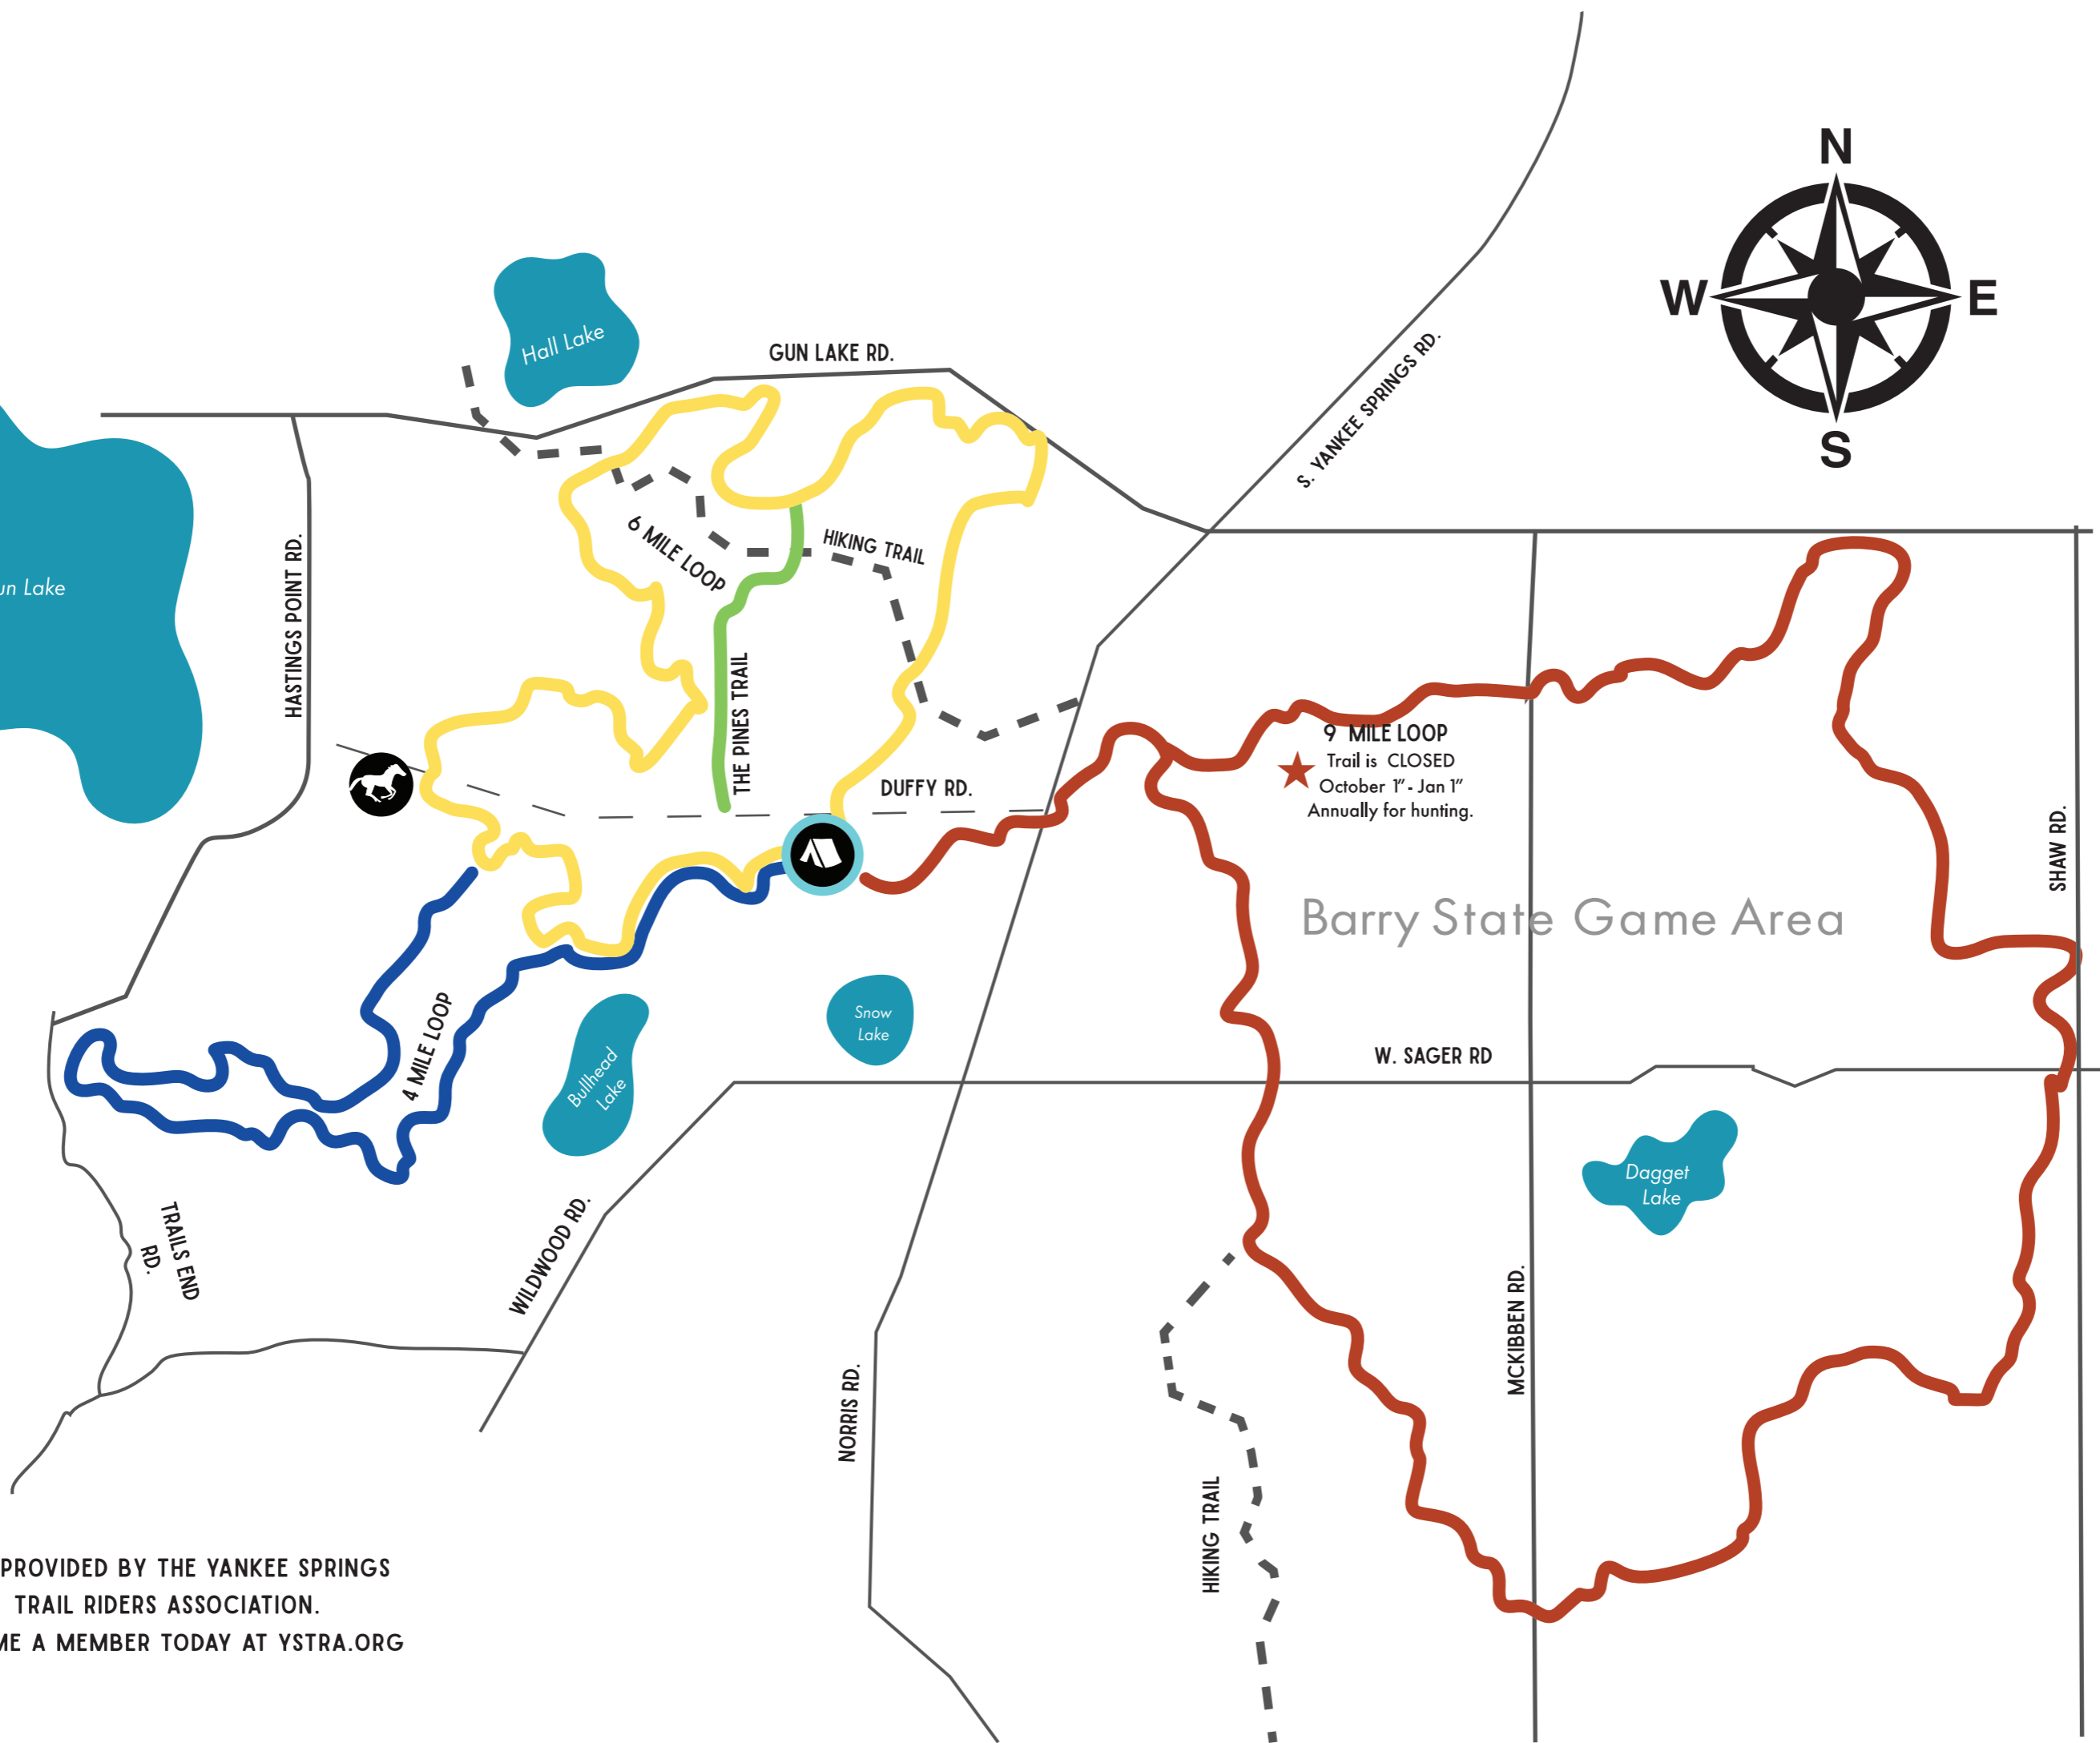 N
W
E
S
Hall Lake
GUN LAKE RD.
S. YANKEE SPRINGS RD.
6 MILE LOOP
HIKING TRAIL
Lake
HASTINGS POINT RD.
THE PINES TRAIL
DUFFY RD.
9 MILE LOOP
Trail is CLOSED
October 1" - Jan 1"
Annually for hunting.
SHAW RD.
Barry State Game Area
Snow
Lake
4 MILE LOOP
Bullhead
Lake
W. SAGER RD
Dagget
Lake
TRAILS END
RD.
WILDWOOD RD.
MCKIBBEN RD.
NORRIS RD.
HIKING TRAIL
PROVIDED BY THE YANKEE SPRINGS
TRAIL RIDERS ASSOCIATION.
A MEMBER TODAY AT YSTRA.ORG